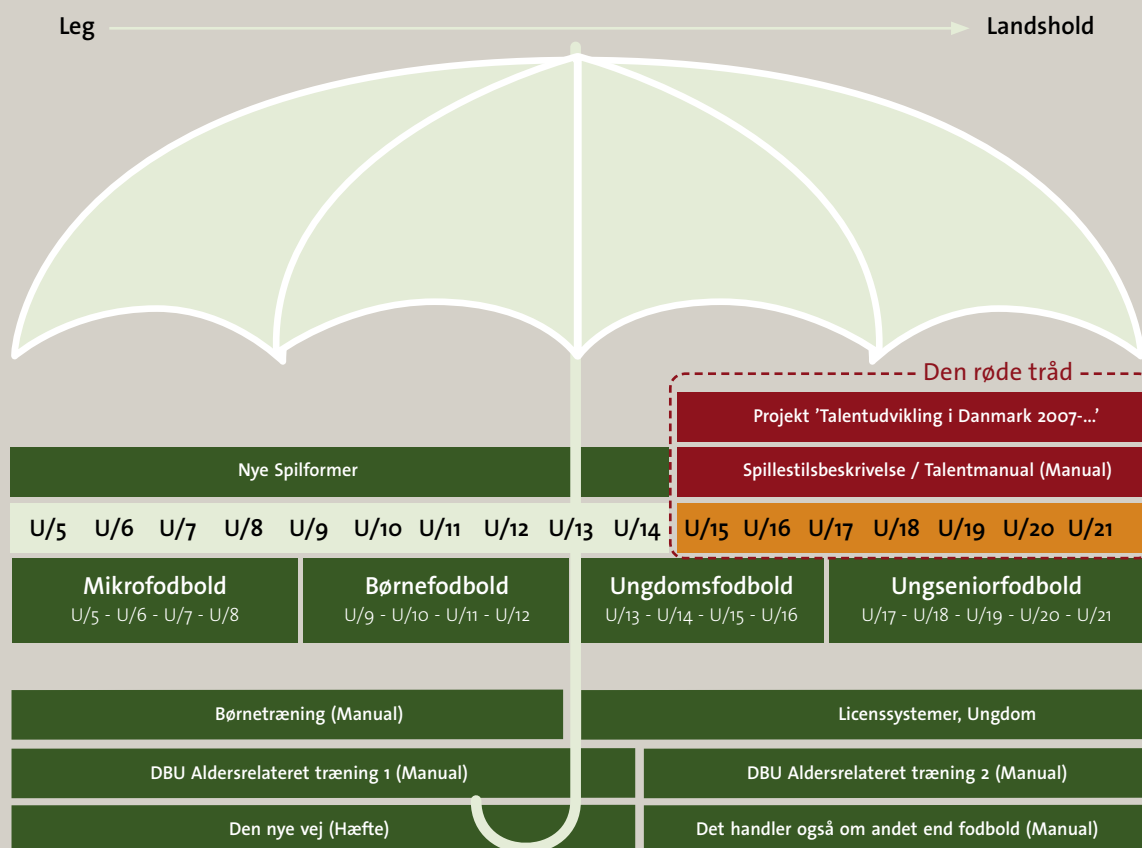 Leg
Landshold
Den røde tråd
Projekt 'Talentudvikling i Danmark 2007-...'
Nye Spilformer
Spillestilsbeskrivelse / Talentmanual (Manual)
U/5 U/6 U/7 U/8 U/9 U/10 U/11 U/12 U/13 U/14 U/15 U/16 U/17 U/18 U/19 U/20 U/21
Mikrofodbold
U/5 - U/6 - U/7 - U/8
Børnefodbold
U/9 - U/10 - U/11 - U/12
Ungdomsfodbold
U/13 - U/14 - U/15 - U/16
Ungseniorfodbold
U/17 - U/18 - U/19 - U/20 - U/21
Børnetræning (Manual)
Licenssystemer, Ungdom
DBU Aldersrelateret træning 1 (Manual)
DBU Aldersrelateret træning 2 (Manual)
Den nye vej (Hæfte)
Det handler også om andet end fodbold (Manual)